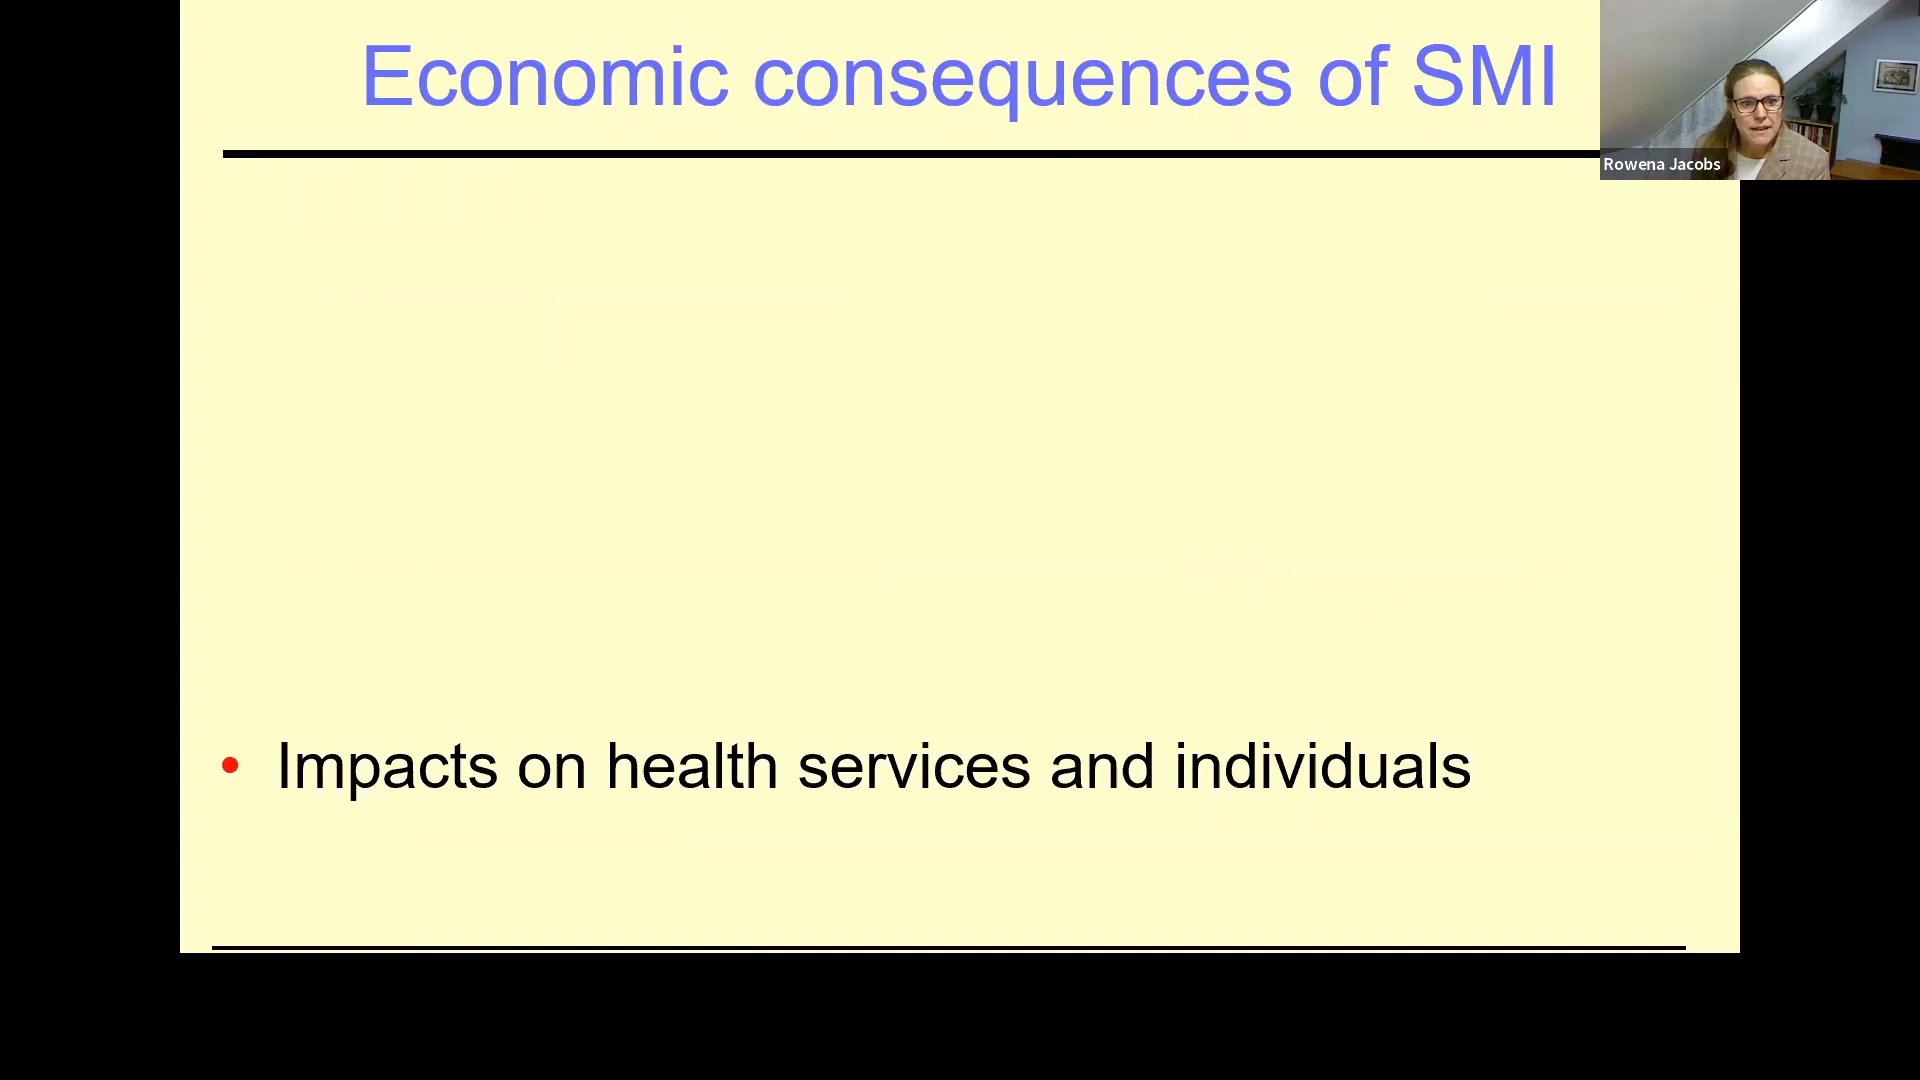 Economic consequences of SMI
Rowena Jacobs
• Impacts on health services and individuals